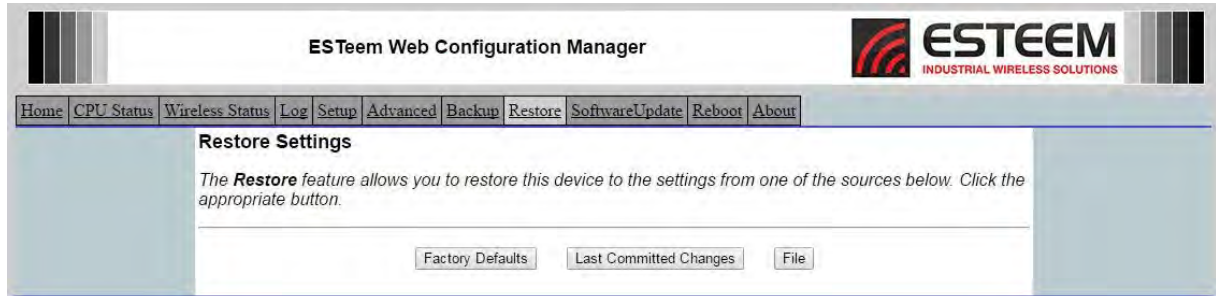 ESTeem Web Configuration Manager
ESTEEM
INDUSTRIAL WIRELESS SOLUTIONS
Home CPU Status Wireless Status Log Setup Advanced Backup Restore SoftwareUpdate Reboot About
Restore Settings
The Restore feature allows you to restore this device to the settings from one of the sources below. Click the
appropriate button.
Factory Defaults Last Committed Changes File